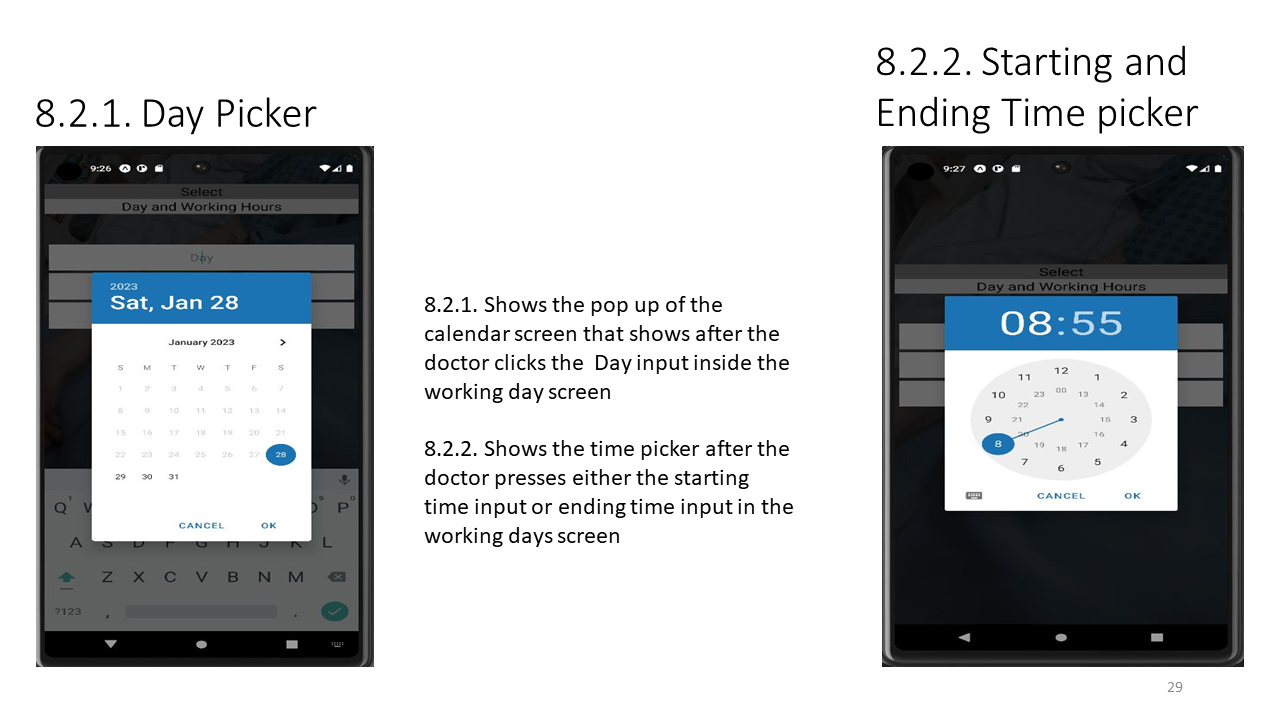 8.2.1. Day Picker
9:26
Select
Day and Working Hours
Day
2023
Sat, Jan 28
January 2023
S M T W T F S
1 2 3 4 5 6 7
8 9 10 11 12 13 14
15 16 17 18 19 20 21
22 23 24 25 26 27 28
29 30 31
CANCEL OK
Q 1 W 9 P 0
A S D F G H J K L
Z X C V B N M
?123 , .
8.2.1. Shows the pop up of the
calendar screen that shows after the
doctor clicks the  Day input inside the
working day screen
8.2.2. Shows the time picker after the
doctor presses either the starting
time input or ending time input in the
working days screen
8.2.2. Starting and
Ending Time picker
9:27
Select
Day and Working Hours
08:55
12
11 1
00
10 23 13 2
22 14
9 21 15 3
20 16
8 19 17 4
18
7 5
6
CANCEL OK
29